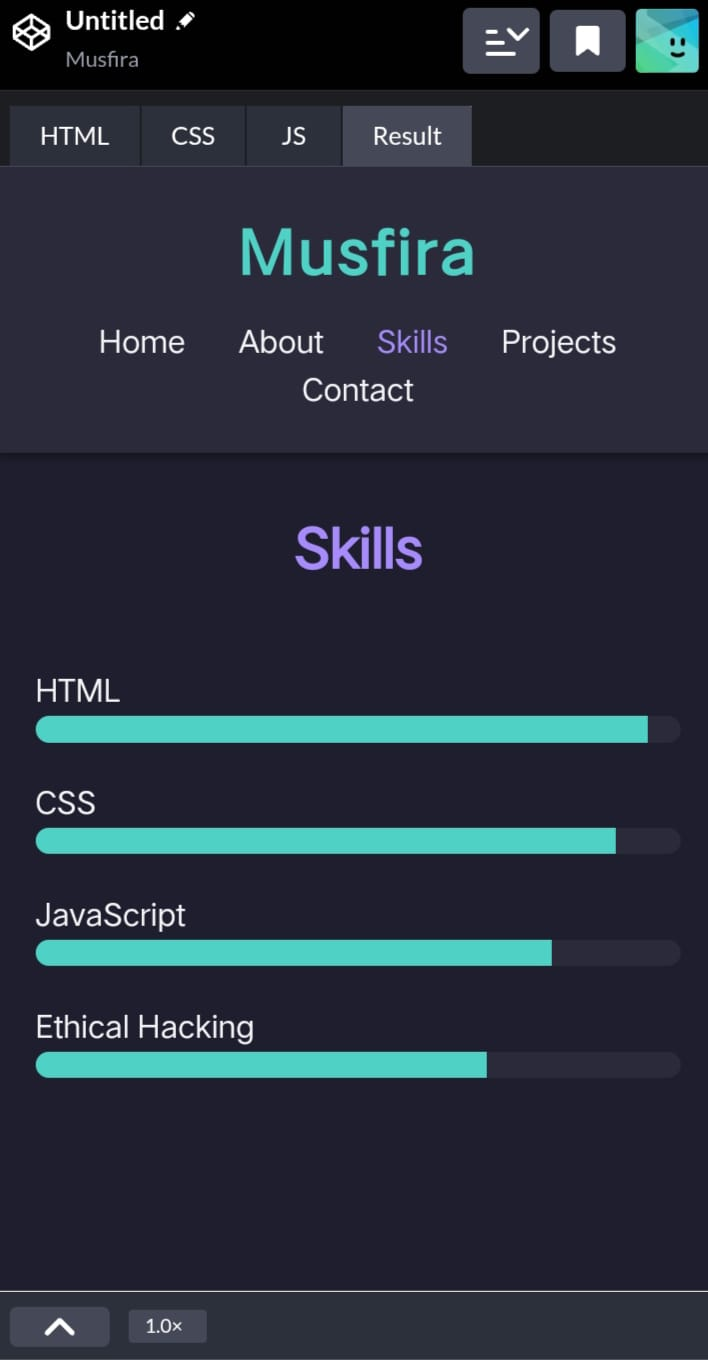 Untitled
Musfira
HTML CSS JS Result
Musfira
Home About Skills Projects
Contact
Skills
HTML
CSS
JavaScript
Ethical Hacking
1.0×